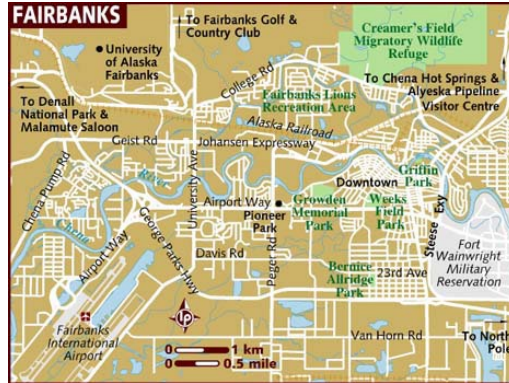 FAIRBANKS
To Fairbanks Golf &
Country Club
Creamer's Field
Migratory Wildlife
Refuge
University
of Alaska
Fairbanks
College Rd
To Chena Hot Springs &
Alyeska Pipeline
Visitor Centre
To Denali
National Park &
Malamute Saloon
Fairbanks Lions
Recreation Area
Alaska Railroad
Geist Rd
Johansen Expressway
Chena Pump Rd
River
Chena
University Ave
Airport Way
Pioneer
Park
Growden
Memorial
Park
Downtown
Griffin
Park
Weeks
Field
Park
Steese Exy
Airport Way
George Parks Hwy
Davis Rd
Peger Rd
Bernice
Allridge
Park
23rd Ave
Fort
Wainwright
Military
Reservation
Fairbanks
International
Airport
lp
1 km
0.5 mile
Van Horn Rd
To North
Pole